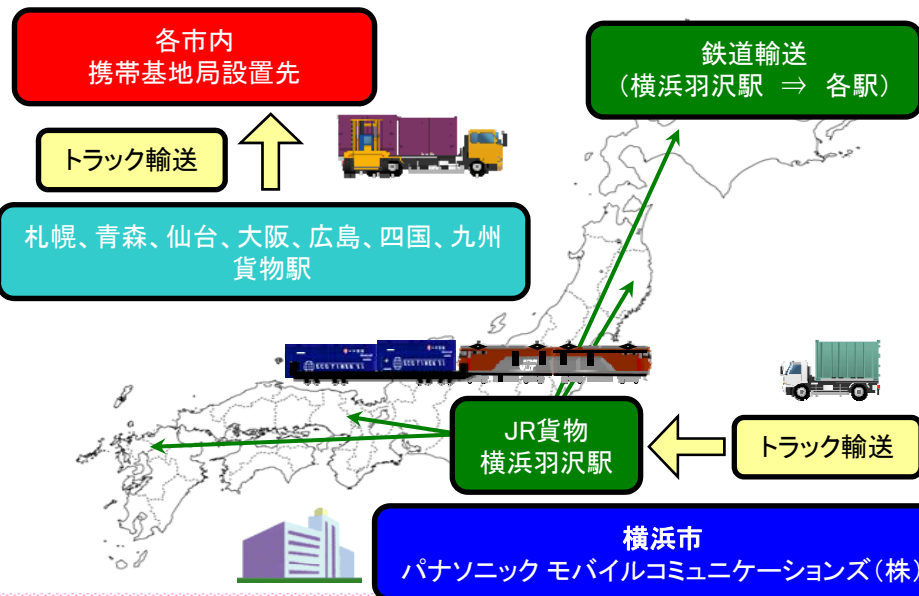 各市内
携帯基地局設置先
鉄道輸送
（横浜羽沢駅 ⇒ 各駅）
トラック輸送
札幌、青森、仙台、大阪、広島、四国、九州
貨物駅
JR貨物
横浜羽沢駅
トラック輸送
横浜市
パナソニック モバイルコミュニケーションズ（株）